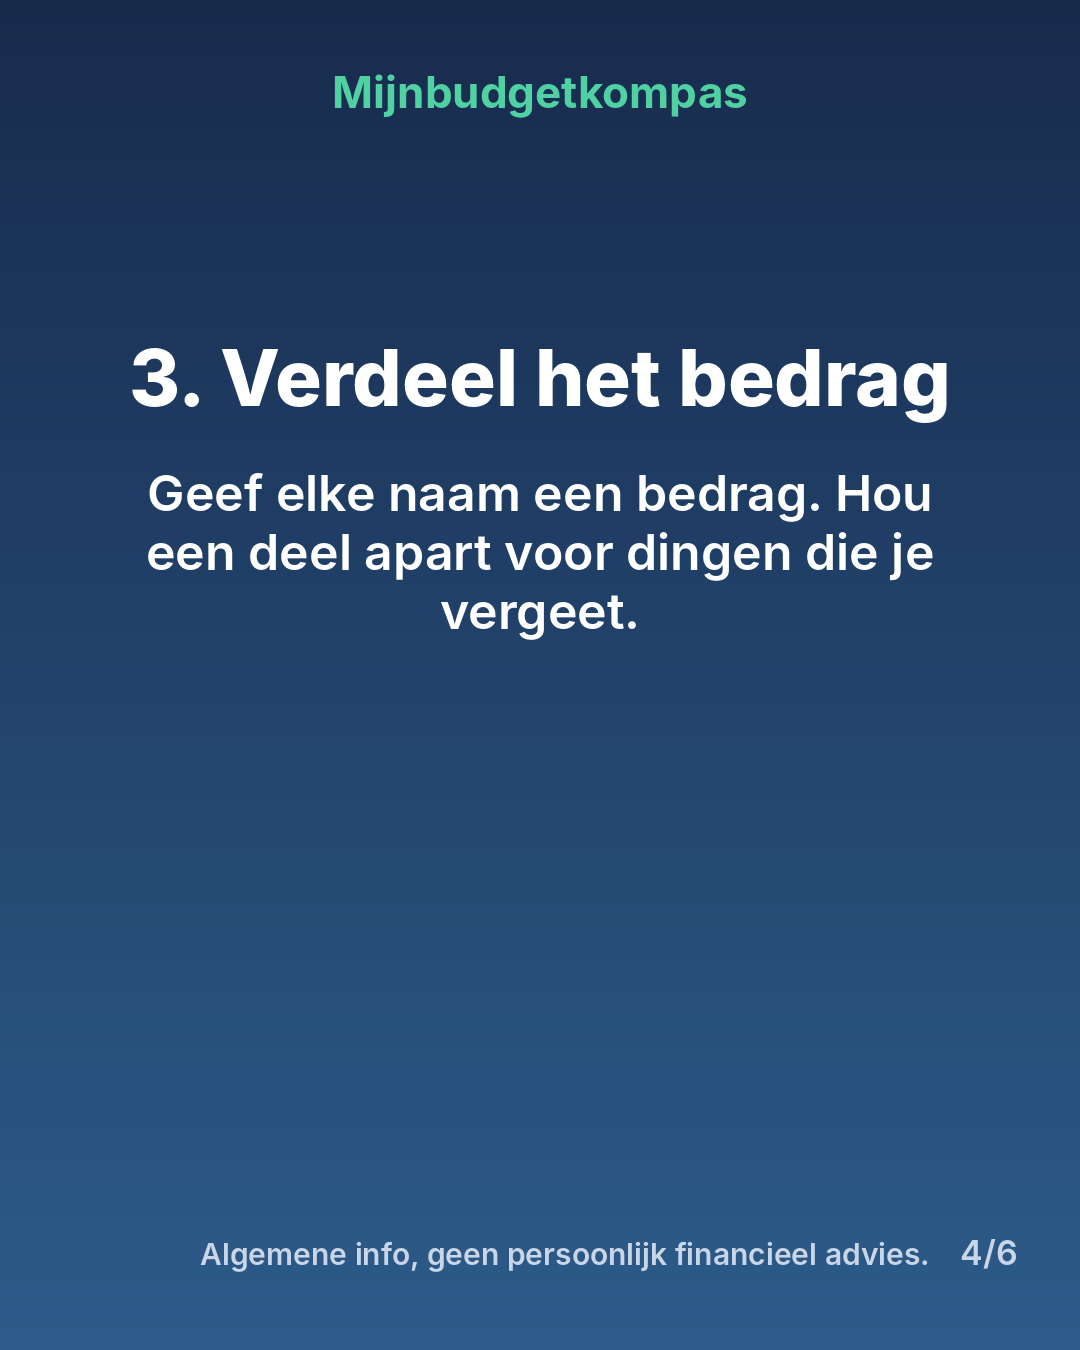 Mijnbudgetkompas
3. Verdeel het bedrag
Geef elke naam een bedrag. Hou
een deel apart voor dingen die je
vergeet.
Algemene info, geen persoonlijk financieel advies. 4/6